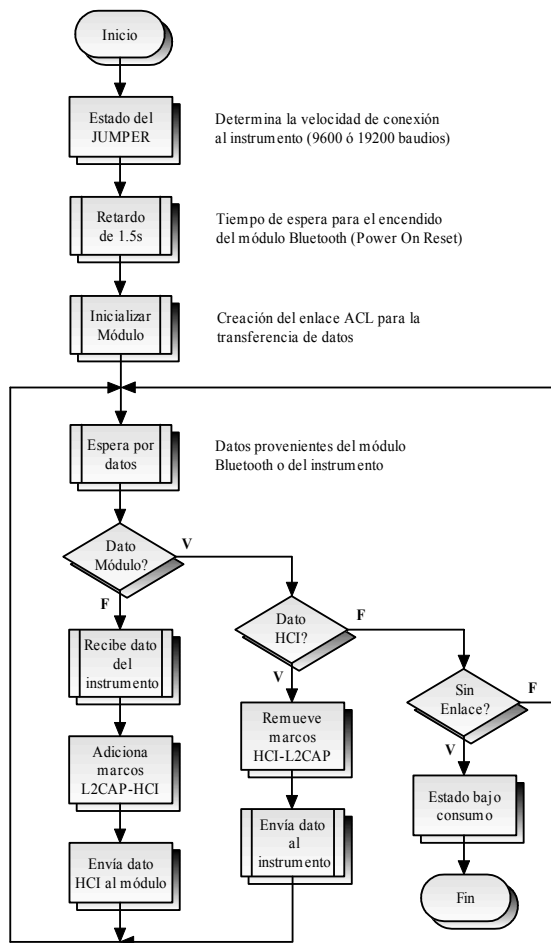 Inicio
Estado del
JUMPER
Determina la velocidad de conexión
al instrumento (9600 ó 19200 baudios)
Retardo
de 1.5s
Tiempo de espera para el encendido
del módulo Bluetooth (Power On Reset)
Inicializar
Módulo
Creación del enlace ACL para la
transferencia de datos
Espera por
datos
Datos provenientes del módulo
Bluetooth o del instrumento
Dato
Módulo?
V
F
Dato
HCI?
F
V
Sin
Enlace?
F
V
Recibe dato
del
instrumento
Remueve
marcos
HCI-L2CAP
Adiciona
marcos
L2CAP-HCI
Estado bajo
consumo
Envía dato
al
instrumento
Envía dato
HCI al módulo
Fin